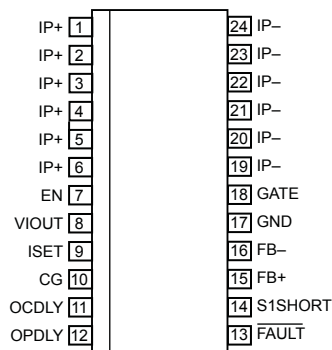 IP+ 1 24 IP–
IP+ 2 23 IP–
IP+ 3 22 IP–
IP+ 4 21 IP–
IP+ 5 20 IP–
IP+ 6 19 IP–
EN 7 18 GATE
VIOUT 8 17 GND
ISET 9 16 FB–
CG 10 15 FB+
OCDLY 11 14 S1SHORT
OPDLY 12 13 FAULT